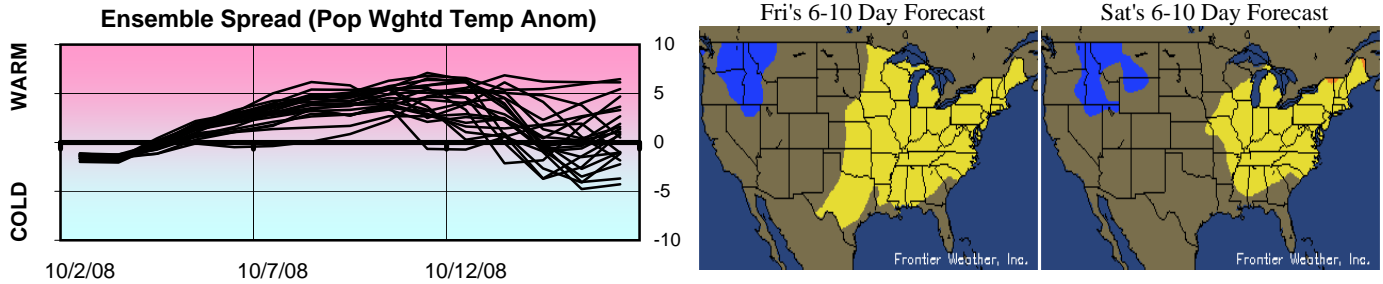 Ensemble Spread (Pop Wghtd Temp Anom)
WARM
COLD
10
5
0
-5
-10
10/2/08
10/7/08
10/12/08
Fri's 6-10 Day Forecast
Frontier Weather, Inc.
Sat's 6-10 Day Forecast
Frontier Weather, Inc.